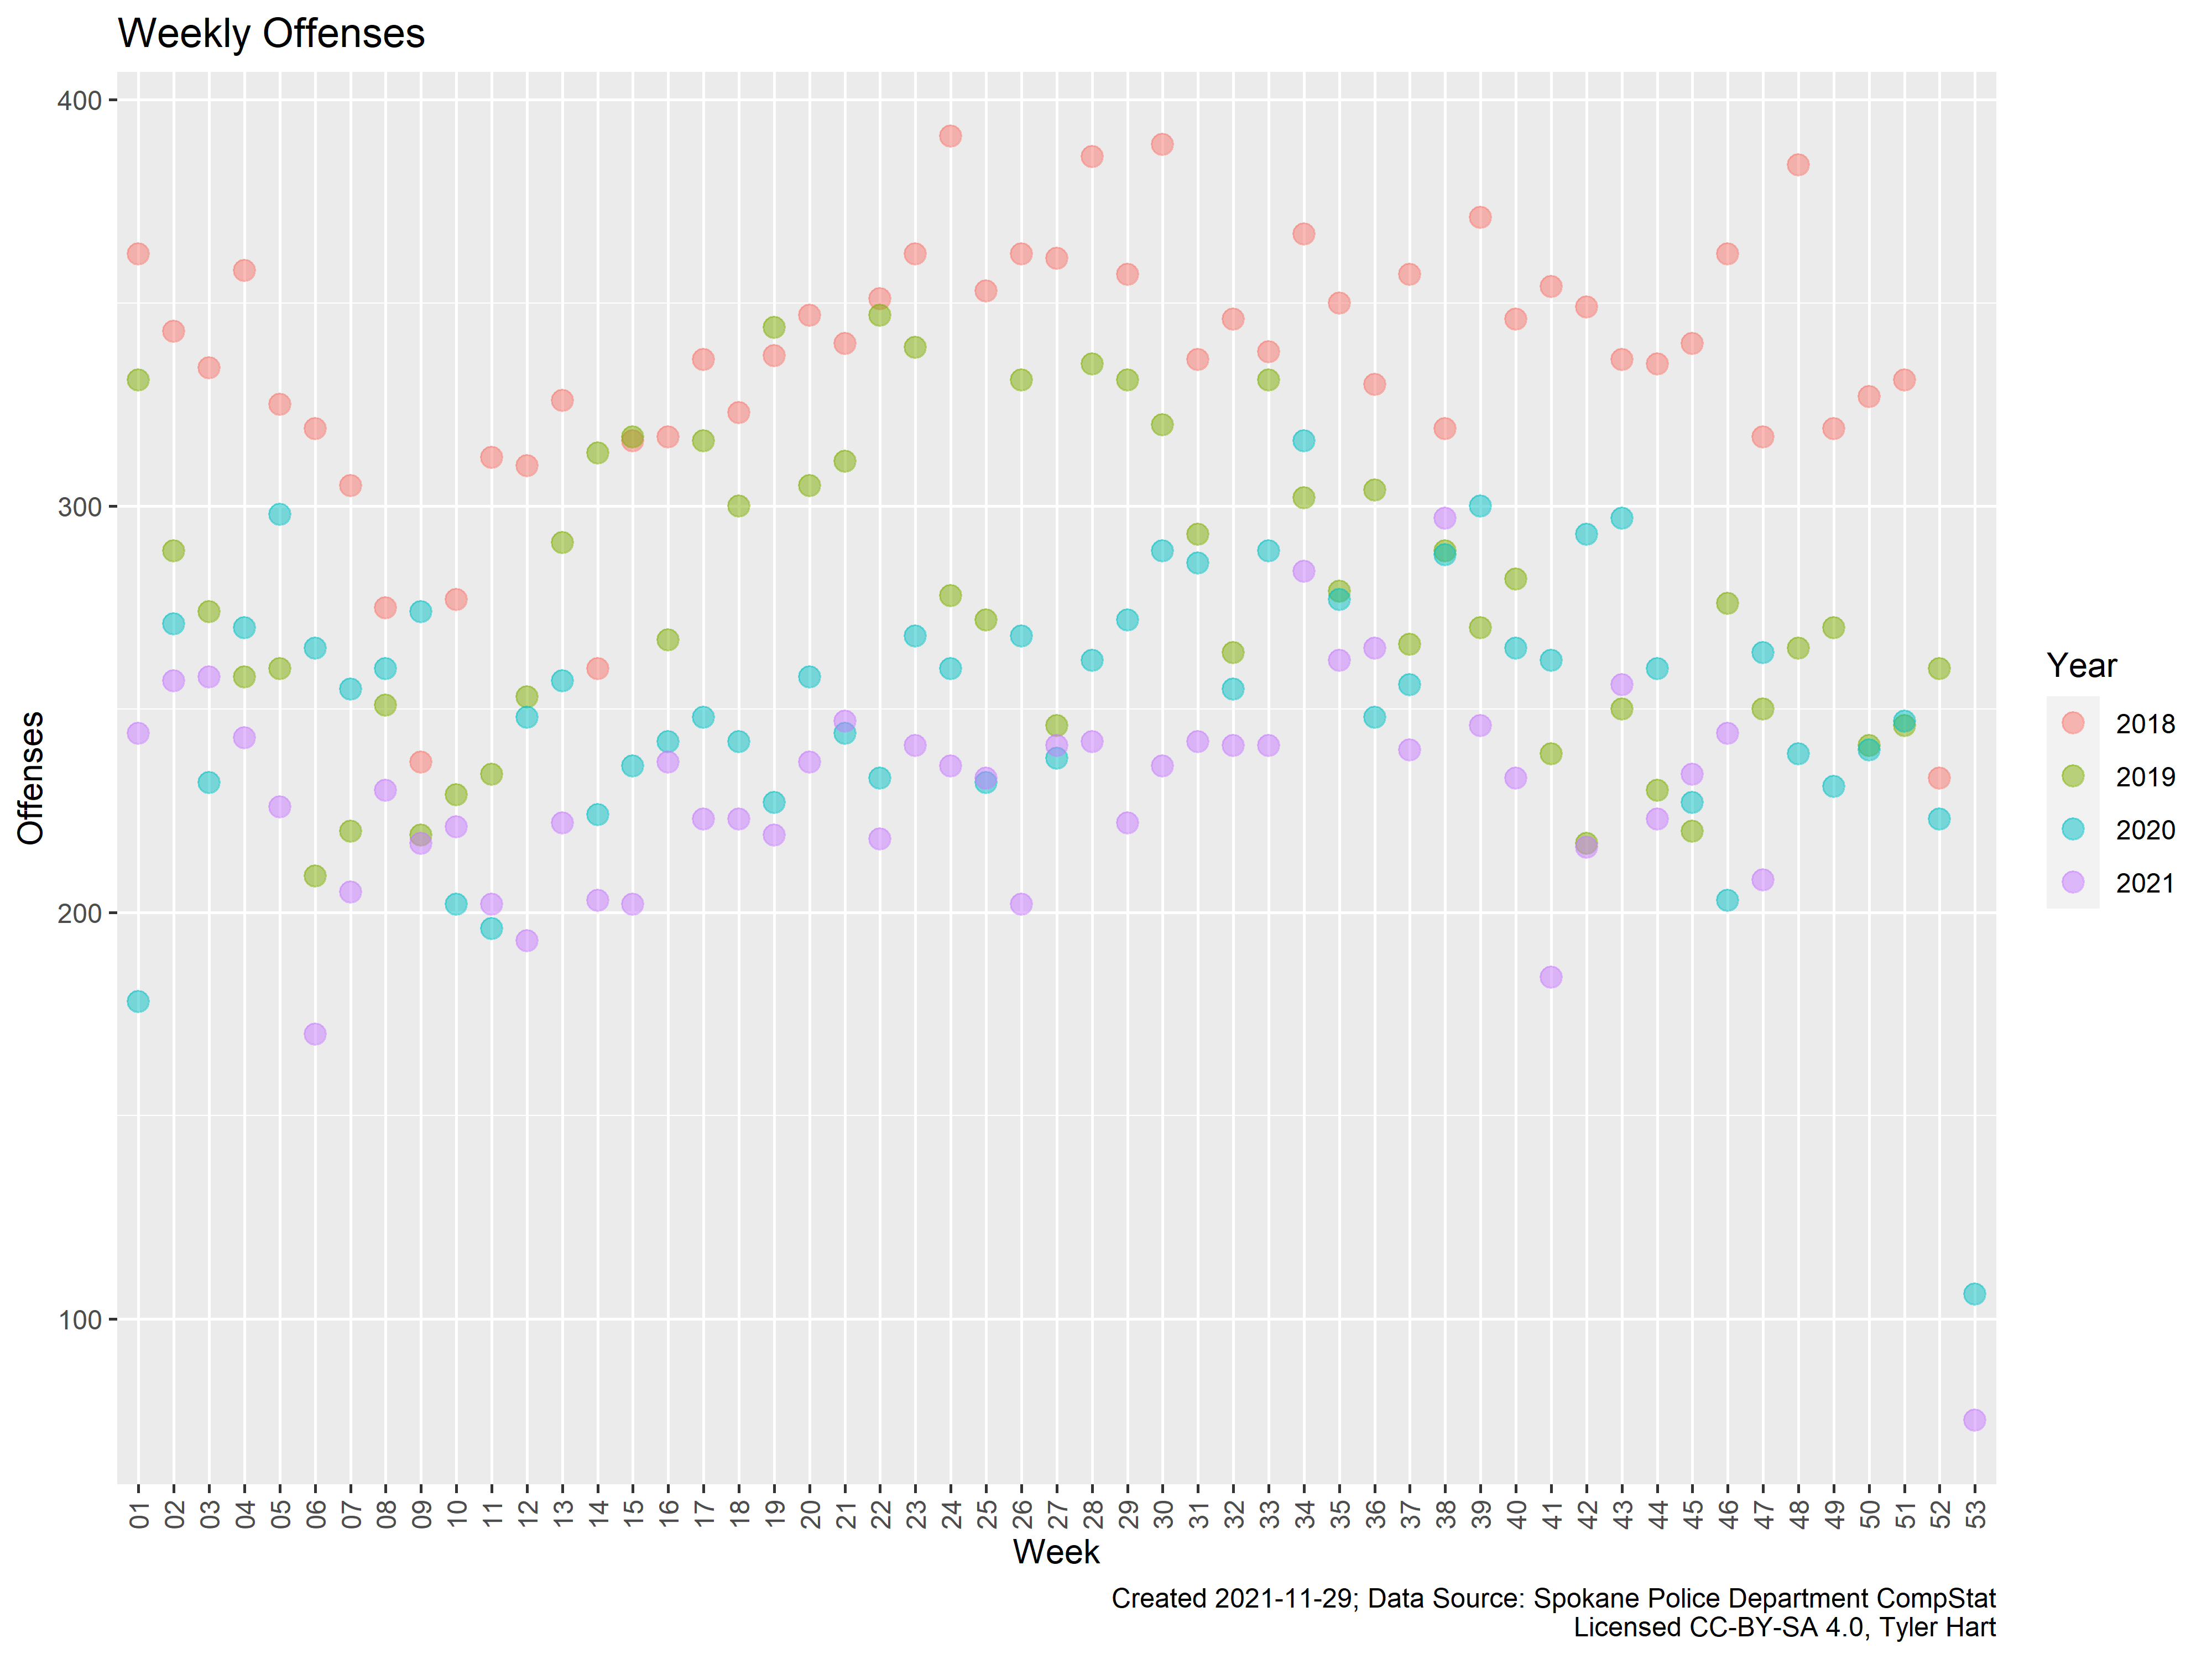 Weekly Offenses
400
300
200
100
Offenses
01 02 03 04 05 06 07 08 09 10 11 12 13 14 15 16 17 18 19 20 21 22 23 24 25 26 27 28 29 30 31 32 33 34 35 36 37 38 39 40 41 42 43 44 45 46 47 48 49 50 51 52 53
Week
Year
2018
2019
2020
2021
Created 2021-11-29; Data Source: Spokane Police Department CompStat
Licensed CC-BY-SA 4.0, Tyler Hart